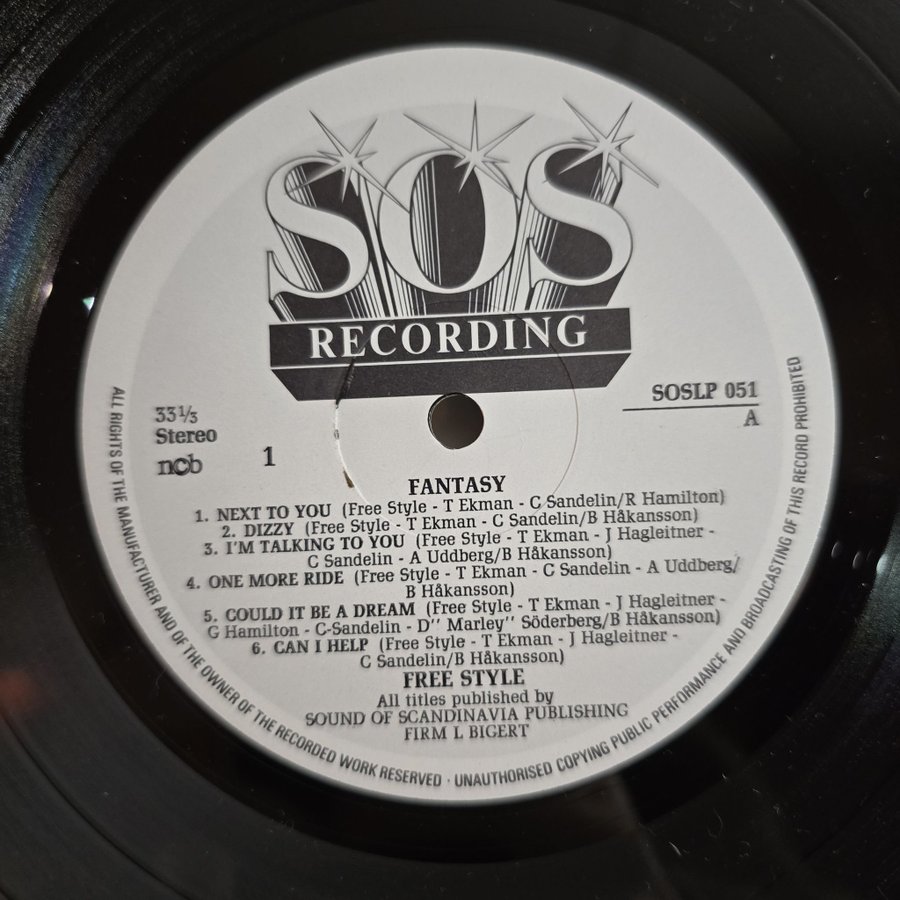 SOS
RECORDING
33⅓
Stereo
ncb
1
SOSLP 051
A
FANTASY
1. NEXT TO YOU (Free Style - T Ekman - C Sandelin/R Hamilton)
2. DIZZY (Free Style - T Ekman - C Sandelin/B Håkansson)
3. I'M TALKING TO YOU (Free Style - T Ekman - J Hagleitner -
C Sandelin - A Uddberg/B Håkansson)
4. ONE MORE RIDE (Free Style - T Ekman - C Sandelin - A Uddberg/
B Håkansson)
5. COULD IT BE A DREAM (Free Style - T Ekman - J Hagleitner -
G Hamilton - C-Sandelin - D'' Marley'' Söderberg/B Håkansson)
6. CAN I HELP (Free Style - T Ekman - J Hagleitner -
C Sandelin/B Håkansson)
FREE STYLE
All titles published by
SOUND OF SCANDINAVIA PUBLISHING
FIRM L BIGERT
ALL RIGHTS OF THE MANUFACTURER AND OF THE OWNER OF THE RECORDED WORK RESERVED · UNAUTHORISED COPYING PUBLIC PERFORMANCE AND BROADCASTING OF THIS RECORD PROHIBITED